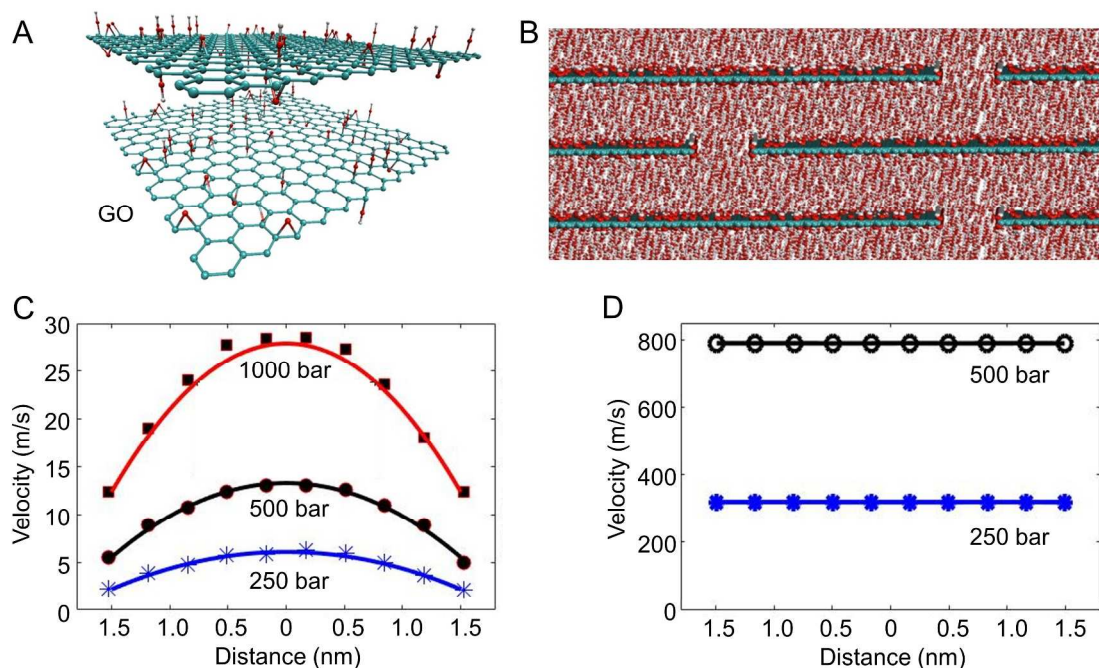 A
B
GO
C
D
30
25
20
15
10
5
0
Velocity (m/s)
1000 bar
500 bar
250 bar
1.5 1.0 0.5 0 0.5 1.0 1.5
Distance (nm)
800
600
400
200
0
Velocity (m/s)
500 bar
250 bar
1.5 1.0 0.5 0 0.5 1.0 1.5
Distance (nm)